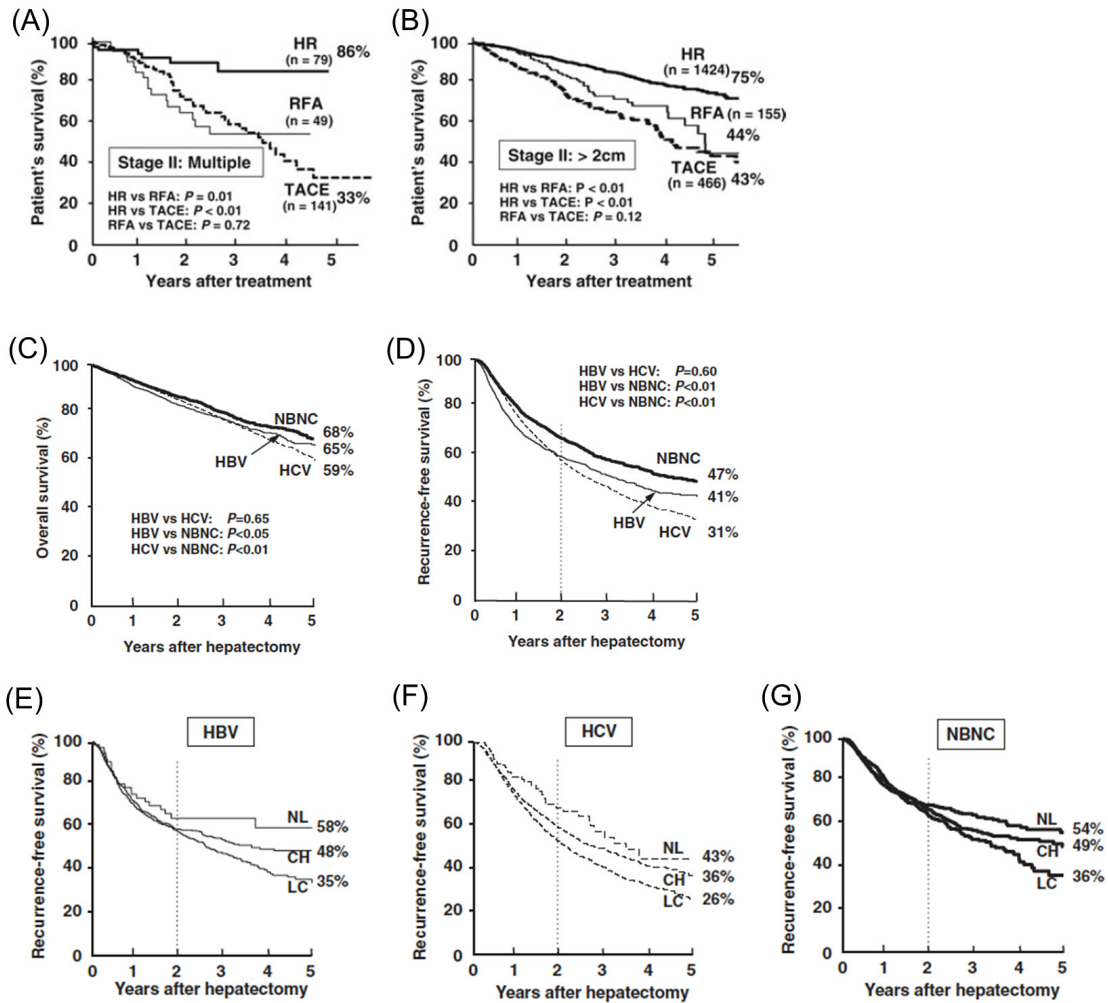 (A)
Patient's survival (%)
100
80
60
40
20
0
HR
(n = 79)
86%
RFA
(n = 49)
Stage II: Multiple
TACE
(n = 141)
33%
HR vs RFA: P = 0.01
HR vs TACE: P < 0.01
RFA vs TACE: P = 0.72
0 1 2 3 4 5
Years after treatment
(B)
Patient's survival (%)
100
80
60
40
20
0
HR
(n = 1424)
75%
RFA (n = 155)
44%
Stage II: > 2cm
TACE
(n = 466)
43%
HR vs RFA: P < 0.01
HR vs TACE: P < 0.01
RFA vs TACE: P = 0.12
0 1 2 3 4 5
Years after treatment
(C)
Overall survival (%)
100
80
60
40
20
0
NBNC
68%
65%
HBV
HCV
59%
HBV vs HCV: P=0.65
HBV vs NBNC: P<0.05
HCV vs NBNC: P<0.01
0 1 2 3 4 5
Years after hepatectomy
(D)
Recurrence-free survival (%)
100
80
60
40
20
0
HBV vs HCV: P=0.60
HBV vs NBNC: P<0.01
HCV vs NBNC: P<0.01
NBNC
47%
41%
HBV
HCV
31%
0 1 2 3 4 5
Years after hepatectomy
(E)
Recurrence-free survival (%)
100
80
60
40
20
0
HBV
NL
58%
CH
48%
LC
35%
0 1 2 3 4 5
Years after hepatectomy
(F)
Recurrence-free survival (%)
100
80
60
40
20
0
HCV
NL
43%
CH
36%
LC
26%
0 1 2 3 4 5
Years after hepatectomy
(G)
Recurrence-free survival (%)
100
80
60
40
20
0
NBNC
NL
54%
CH
49%
LC
36%
0 1 2 3 4 5
Years after hepatectomy